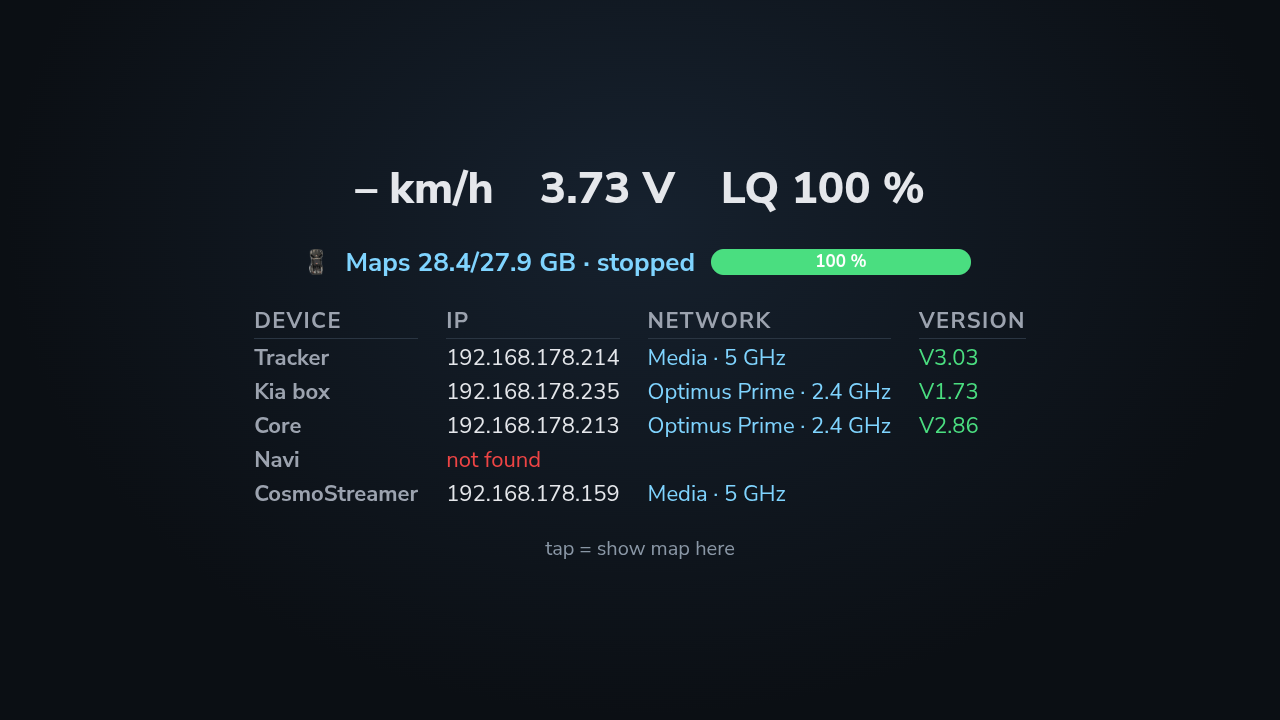 – km/h 3.73 V LQ 100 %
Maps 28.4/27.9 GB · stopped 100 %
DEVICE IP NETWORK VERSION
Tracker 192.168.178.214 Media · 5 GHz V3.03
Kia box 192.168.178.235 Optimus Prime · 2.4 GHz V1.73
Core 192.168.178.213 Optimus Prime · 2.4 GHz V2.86
Navi not found
CosmoStreamer 192.168.178.159 Media · 5 GHz
tap = show map here